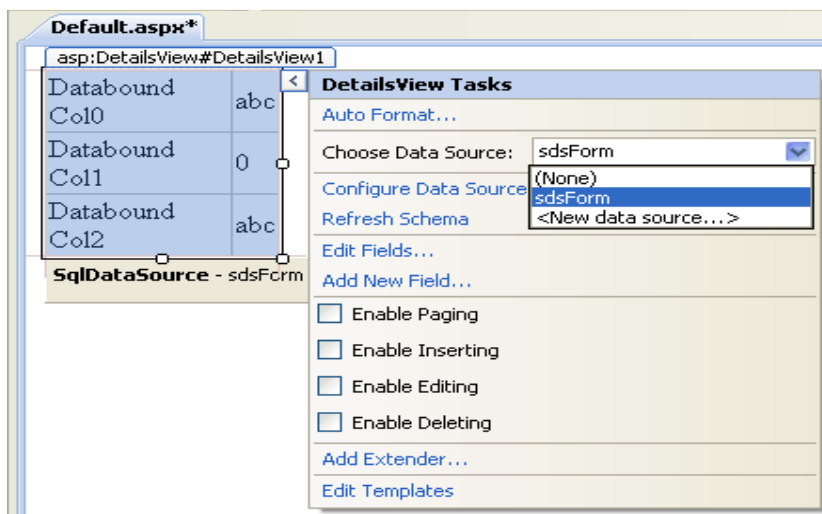 Default.aspx*
asp:DetailsView#DetailsView1
Databound Col0
abc
Databound Col1
0
Databound Col2
abc
SqlDataSource - sdsForm
DetailsView Tasks
Auto Format...
Choose Data Source: sdsForm
(None)
sdsForm
<New data source...>
Configure Data Source
Refresh Schema
Edit Fields...
Add New Field...
Enable Paging
Enable Inserting
Enable Editing
Enable Deleting
Add Extender...
Edit Templates